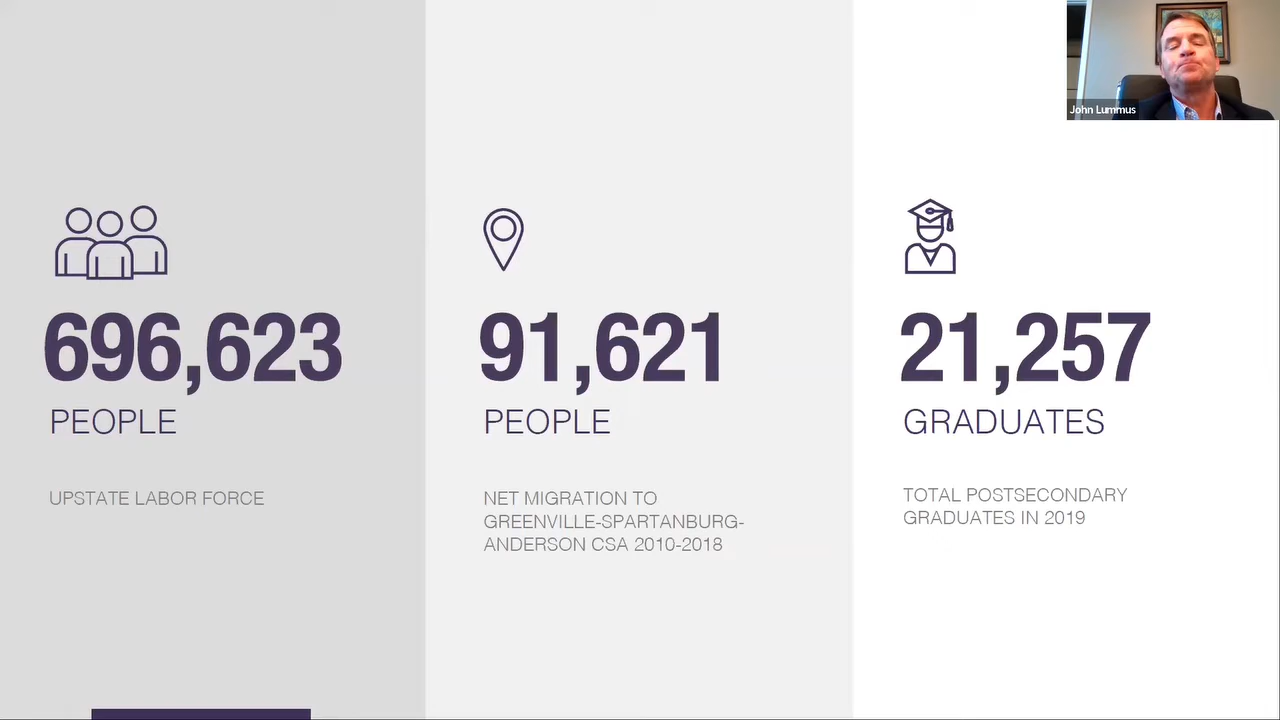 John Lummus
696,623
PEOPLE
UPSTATE LABOR FORCE
91,621
PEOPLE
NET MIGRATION TO
GREENVILLE-SPARTANBURG-
ANDERSON CSA 2010-2018
21,257
GRADUATES
TOTAL POSTSECONDARY
GRADUATES IN 2019